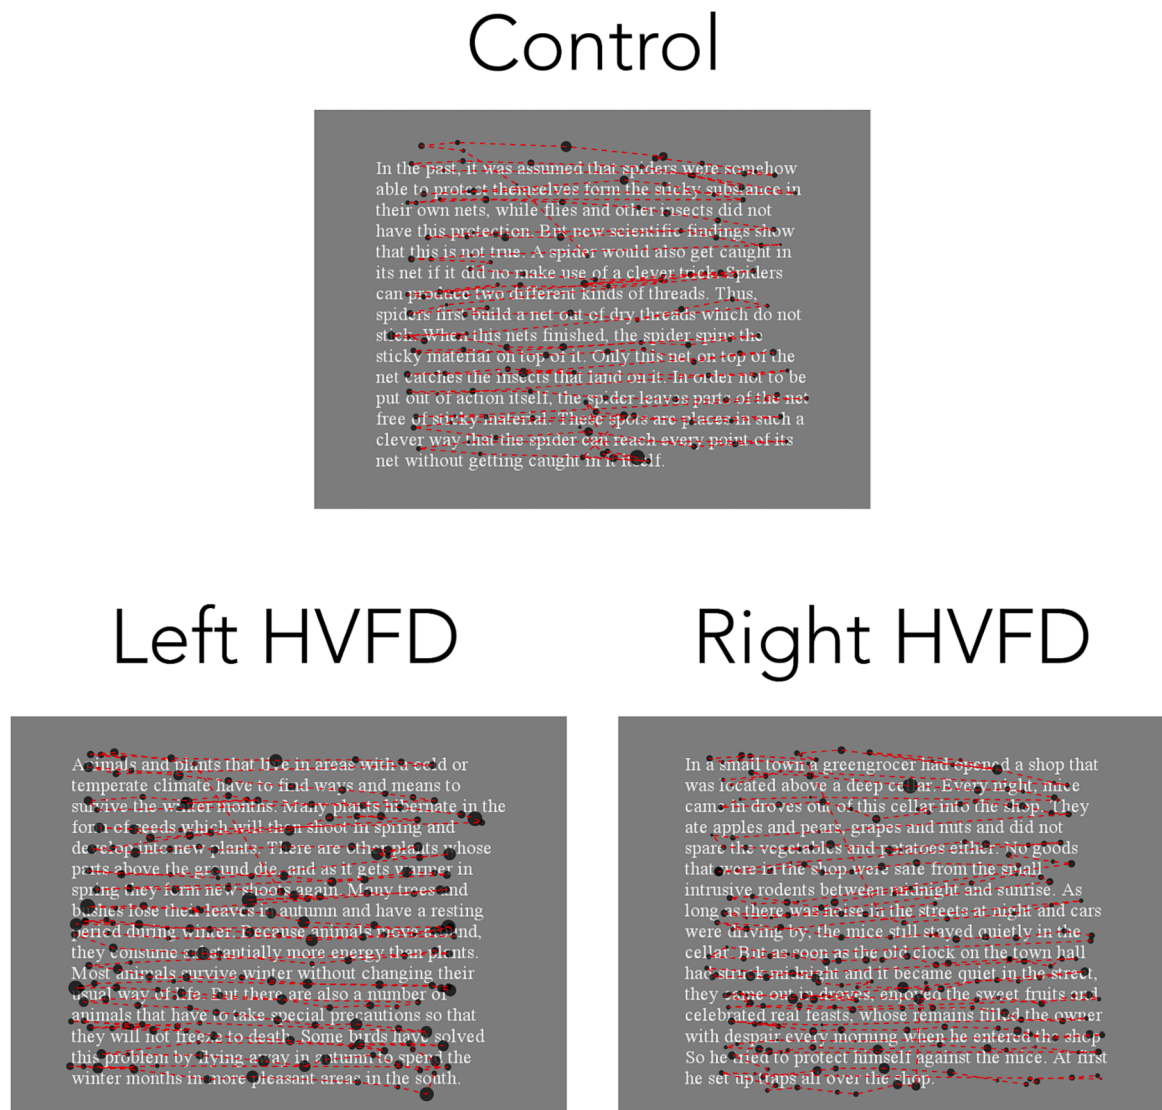 Control
In the past, it was assumed that spiders were somehow
able to protect themselves form the sticky substance in
their own nets, while flies and other insects did not
have this protection. But new scientific findings show
that this is not true. A spider would also get caught in
its net if it did no make use of a clever trick. Spiders
can produce two different kinds of threads. Thus,
spiders first build a net out of dry threads which do not
stick. When this nets finished, the spider spins the
sticky material on top of it. Only this net on top of the
net catches the insects that land on it. In order not to be
put out of action itself, the spider leaves parts of the net
free of sticky material. These spots are places in such a
clever way that the spider can reach every point of its
net without getting caught in it itself.
Left HVFD
Animals and plants that live in areas with a cold or
temperate climate have to find ways and means to
survive the winter months. Many plants hibernate in the
form of seeds which will then shoot in spring and
develop into new plants. There are other plants whose
parts above the ground die, and as it gets warmer in
spring they form new shoots again. Many trees and
bushes lose their leaves in autumn and have a resting
period during winter. Because animals move around,
they consume substantially more energy than plants.
Most animals survive winter without changing their
usual way of life. But there are also a number of
animals that have to take special precautions so that
they will not freeze to death. Some birds have solved
this problem by flying away in autumn to spend the
winter months in more pleasant areas in the south.
Right HVFD
In a small town a greengrocer had opened a shop that
was located above a deep cellar. Every night, mice
came in droves out of this cellar into the shop. They
ate apples and pears, grapes and nuts and did not
spare the vegetables and potatoes either. No goods
that were in the shop were safe from the small
intrusive rodents between midnight and sunrise. As
long as there was noise in the streets at night and cars
were driving by, the mice still stayed quietly in the
cellar. But as soon as the old clock on the town hall
had struck midnight and it became quiet in the street,
they came out in droves, enjoyed the sweet fruits and
celebrated real feasts, whose remains filled the owner
with despair every morning when he entered the shop
So he tried to protect himself against the mice. At first
he set up traps all over the shop.